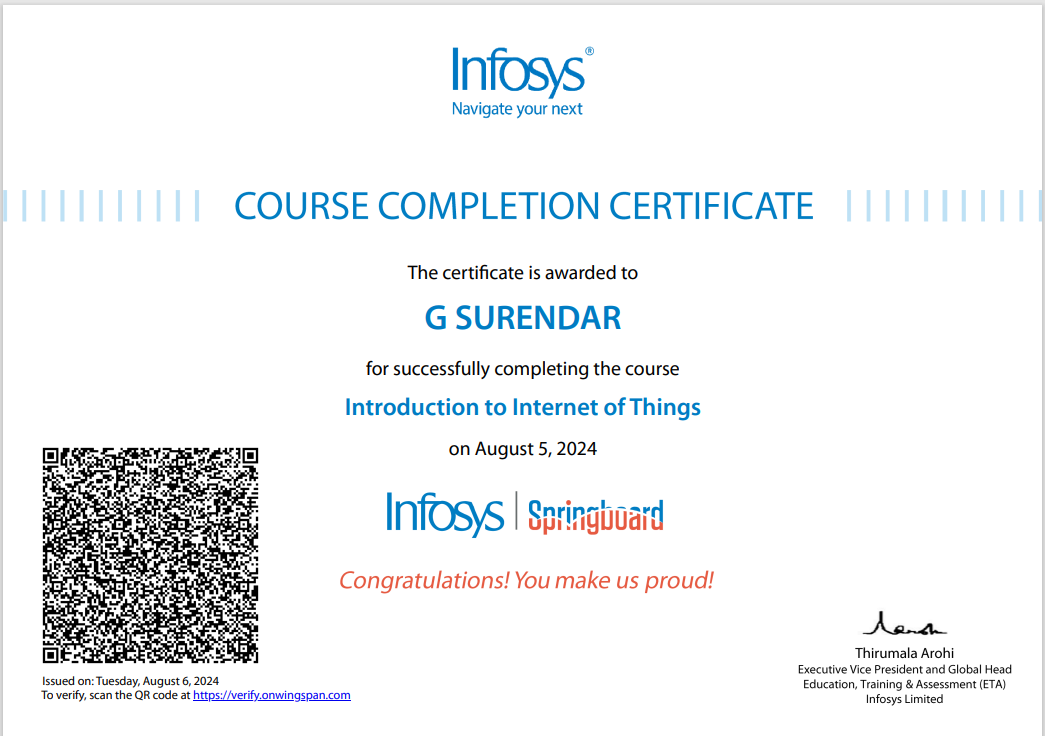 Infosys®
Navigate your next
COURSE COMPLETION CERTIFICATE
The certificate is awarded to
G SURENDAR
for successfully completing the course
Introduction to Internet of Things
on August 5, 2024
Infosys | Springboard
Congratulations! You make us proud!
Issued on: Tuesday, August 6, 2024
To verify, scan the QR code at https://verify.onwingspan.com
Thirumala Arohi
Executive Vice President and Global Head
Education, Training & Assessment (ETA)
Infosys Limited